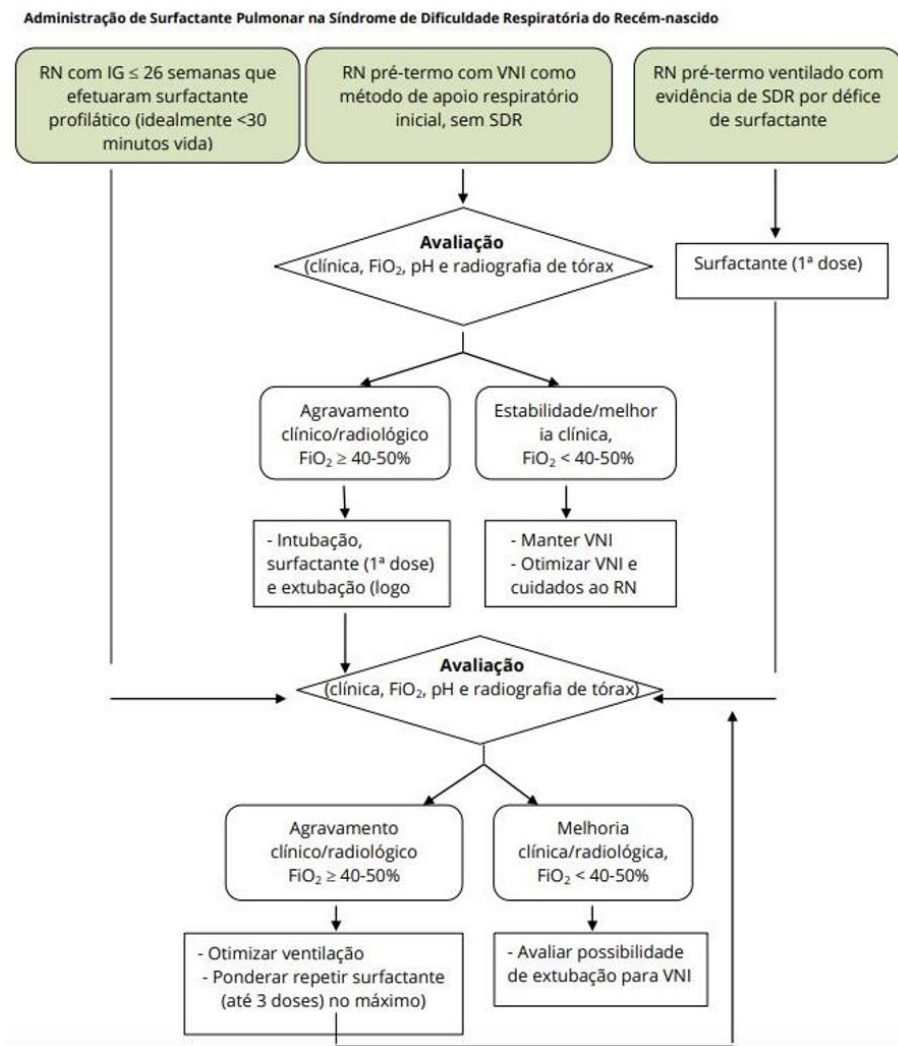 Administração de Surfactante Pulmonar na Síndrome de Dificuldade Respiratória do Recém-nascido
RN com IG ≤ 26 semanas que
efetuaram surfactante
profilático (idealmente <30
minutos vida)
RN pré-termo com VNI como
método de apoio respiratório
inicial, sem SDR
RN pré-termo ventilado com
evidência de SDR por défice
de surfactante
Avaliação
(clínica, FiO₂, pH e radiografia de tórax
Surfactante (1ª dose)
Agravamento
clínico/radiológico
FiO₂ ≥ 40-50%
Estabilidade/melhor
ia clínica,
FiO₂ < 40-50%
- Intubação,
surfactante (1ª dose)
e extubação (logo
- Manter VNI
- Otimizar VNI e
cuidados ao RN
Avaliação
(clínica, FiO₂, pH e radiografia de tórax)
Agravamento
clínico/radiológico
FiO₂ ≥ 40-50%
Melhoria
clínica/radiológica,
FiO₂ < 40-50%
- Otimizar ventilação
- Ponderar repetir surfactante
(até 3 doses) no máximo)
- Avaliar possibilidade
de extubação para VNI